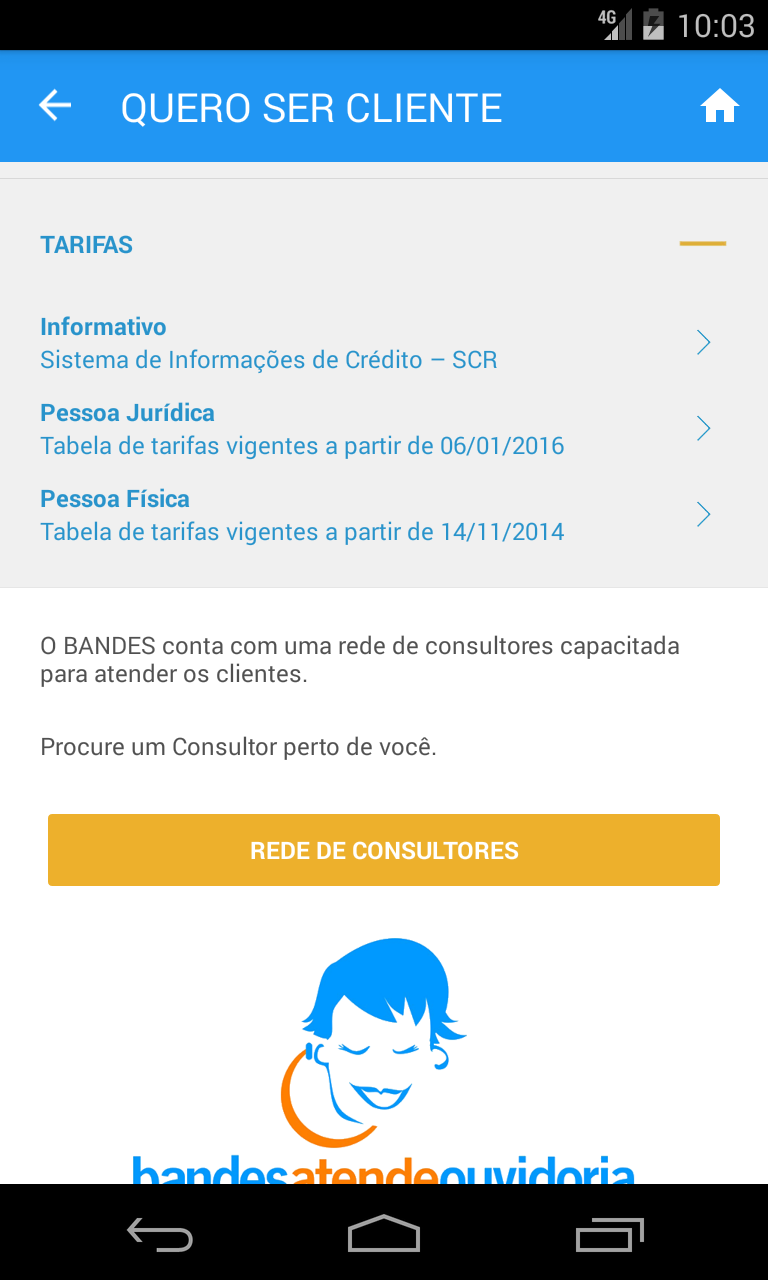 4G 10:03
QUERO SER CLIENTE
TARIFAS
Informativo
Sistema de Informações de Crédito – SCR
Pessoa Jurídica
Tabela de tarifas vigentes a partir de 06/01/2016
Pessoa Física
Tabela de tarifas vigentes a partir de 14/11/2014
O BANDES conta com uma rede de consultores capacitada
para atender os clientes.
Procure um Consultor perto de você.
REDE DE CONSULTORES
bandesatendeouvidoria